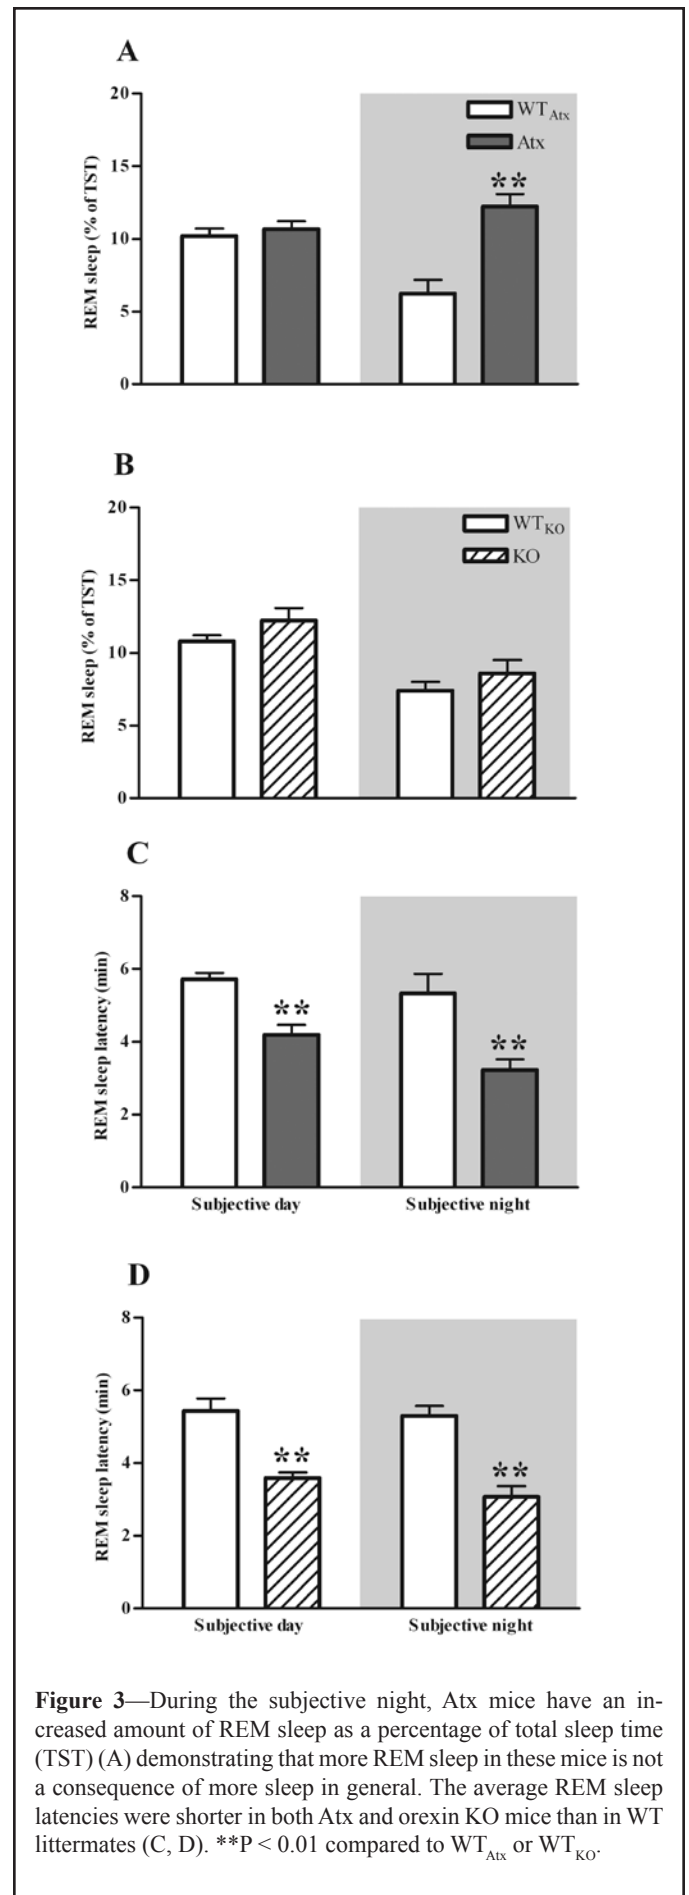 A
20
15
10
5
0
REM sleep (% of TST)
WTAtx
Atx
**
B
20
15
10
5
0
REM sleep (% of TST)
WTKO
KO
C
8
6
4
2
0
REM sleep latency (min)
**
**
Subjective day
Subjective night
D
8
6
4
2
0
REM sleep latency (min)
**
**
Subjective day
Subjective night
Figure 3—During the subjective night, Atx mice have an in-
creased amount of REM sleep as a percentage of total sleep time
(TST) (A) demonstrating that more REM sleep in these mice is not
a consequence of more sleep in general. The average REM sleep
latencies were shorter in both Atx and orexin KO mice than in WT
littermates (C, D). **P < 0.01 compared to WTAtx or WTKO.